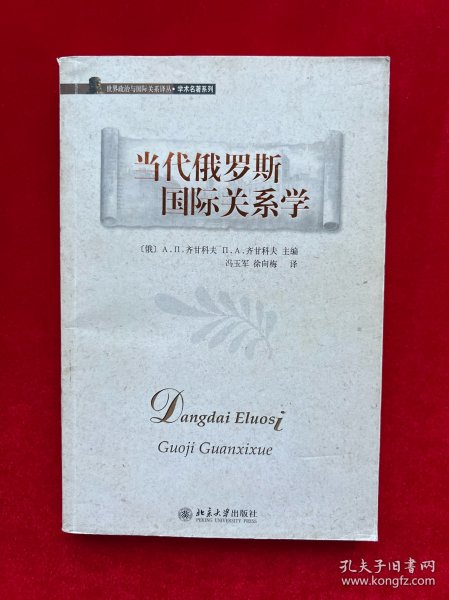 世界政治与国际关系译丛·学术名著系列
当代俄罗斯
国际关系学
〔俄〕А.П.齐甘科夫 П.А.齐甘科夫 主编
冯玉军 徐向梅 译
Dangdai Eluosi
Guoji Guanxixue
北京大学出版社
PEKING UNIVERSITY PRESS
孔夫子旧书网
www.kongfz.com